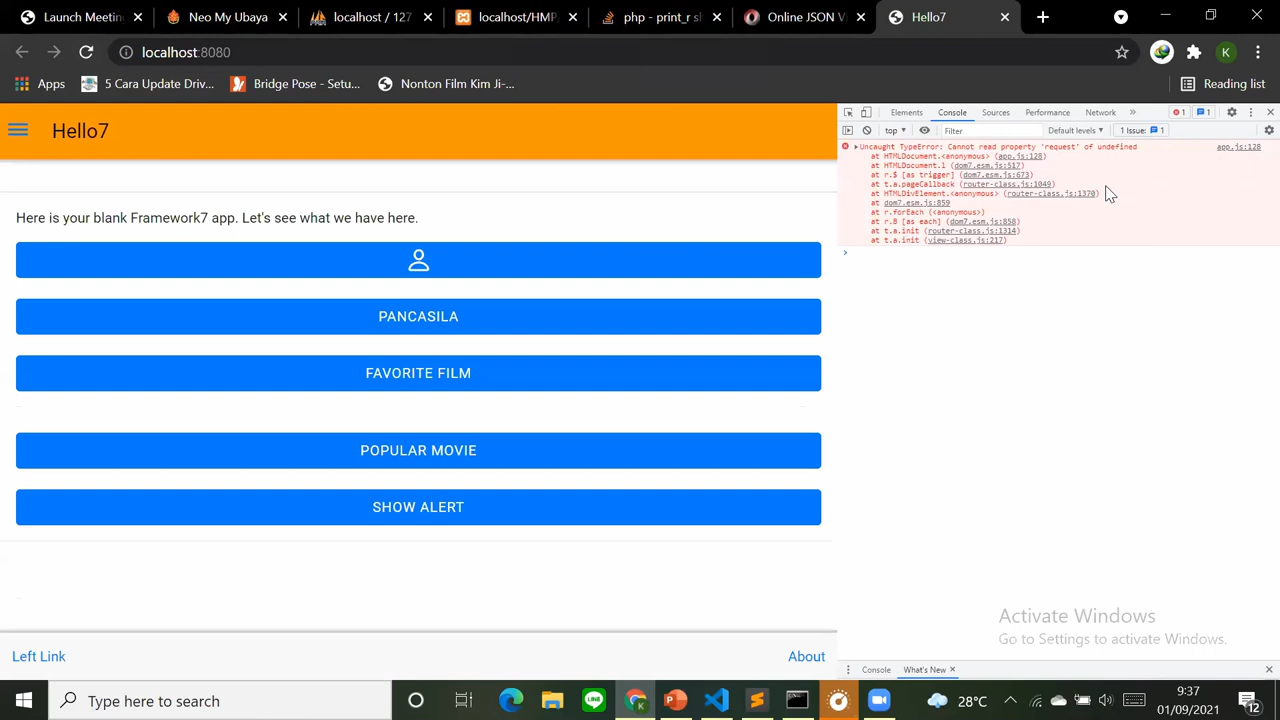 Launch Meetin
Neo My Ubaya
localhost / 127
localhost/HMP
php - print_r s
Online JSON V
Hello7
localhost:8080
K
Apps
5 Cara Update Driv...
Bridge Pose - Setu...
Nonton Film Kim Ji-...
Reading list
Hello7
Here is your blank Framework7 app. Let's see what we have here.
PANCASILA
FAVORITE FILM
POPULAR MOVIE
SHOW ALERT
Left Link
About
Elements
Console
Sources
Performance
Network
1
1
top
Filter
Default levels
1 Issue:
1
Uncaught TypeError: Cannot read property 'request' of undefined
app.js:128
at HTMLDocument.<anonymous> (app.js:128)
at HTMLDocument.l (dom7.esm.js:517)
at r.$ [as trigger] (dom7.esm.js:673)
at t.a.pageCallback (router-class.js:1049)
at HTMLDivElement.<anonymous> (router-class.js:1370)
at dom7.esm.js:859
at r.forEach (<anonymous>)
at r.8 [as each] (dom7.esm.js:858)
at t.a.init (router-class.js:1314)
at t.a.init (view-class.js:217)
Activate Windows
Go to Settings to activate Windows.
Console
What's New
Type here to search
28°C
9:37
01/09/2021
12